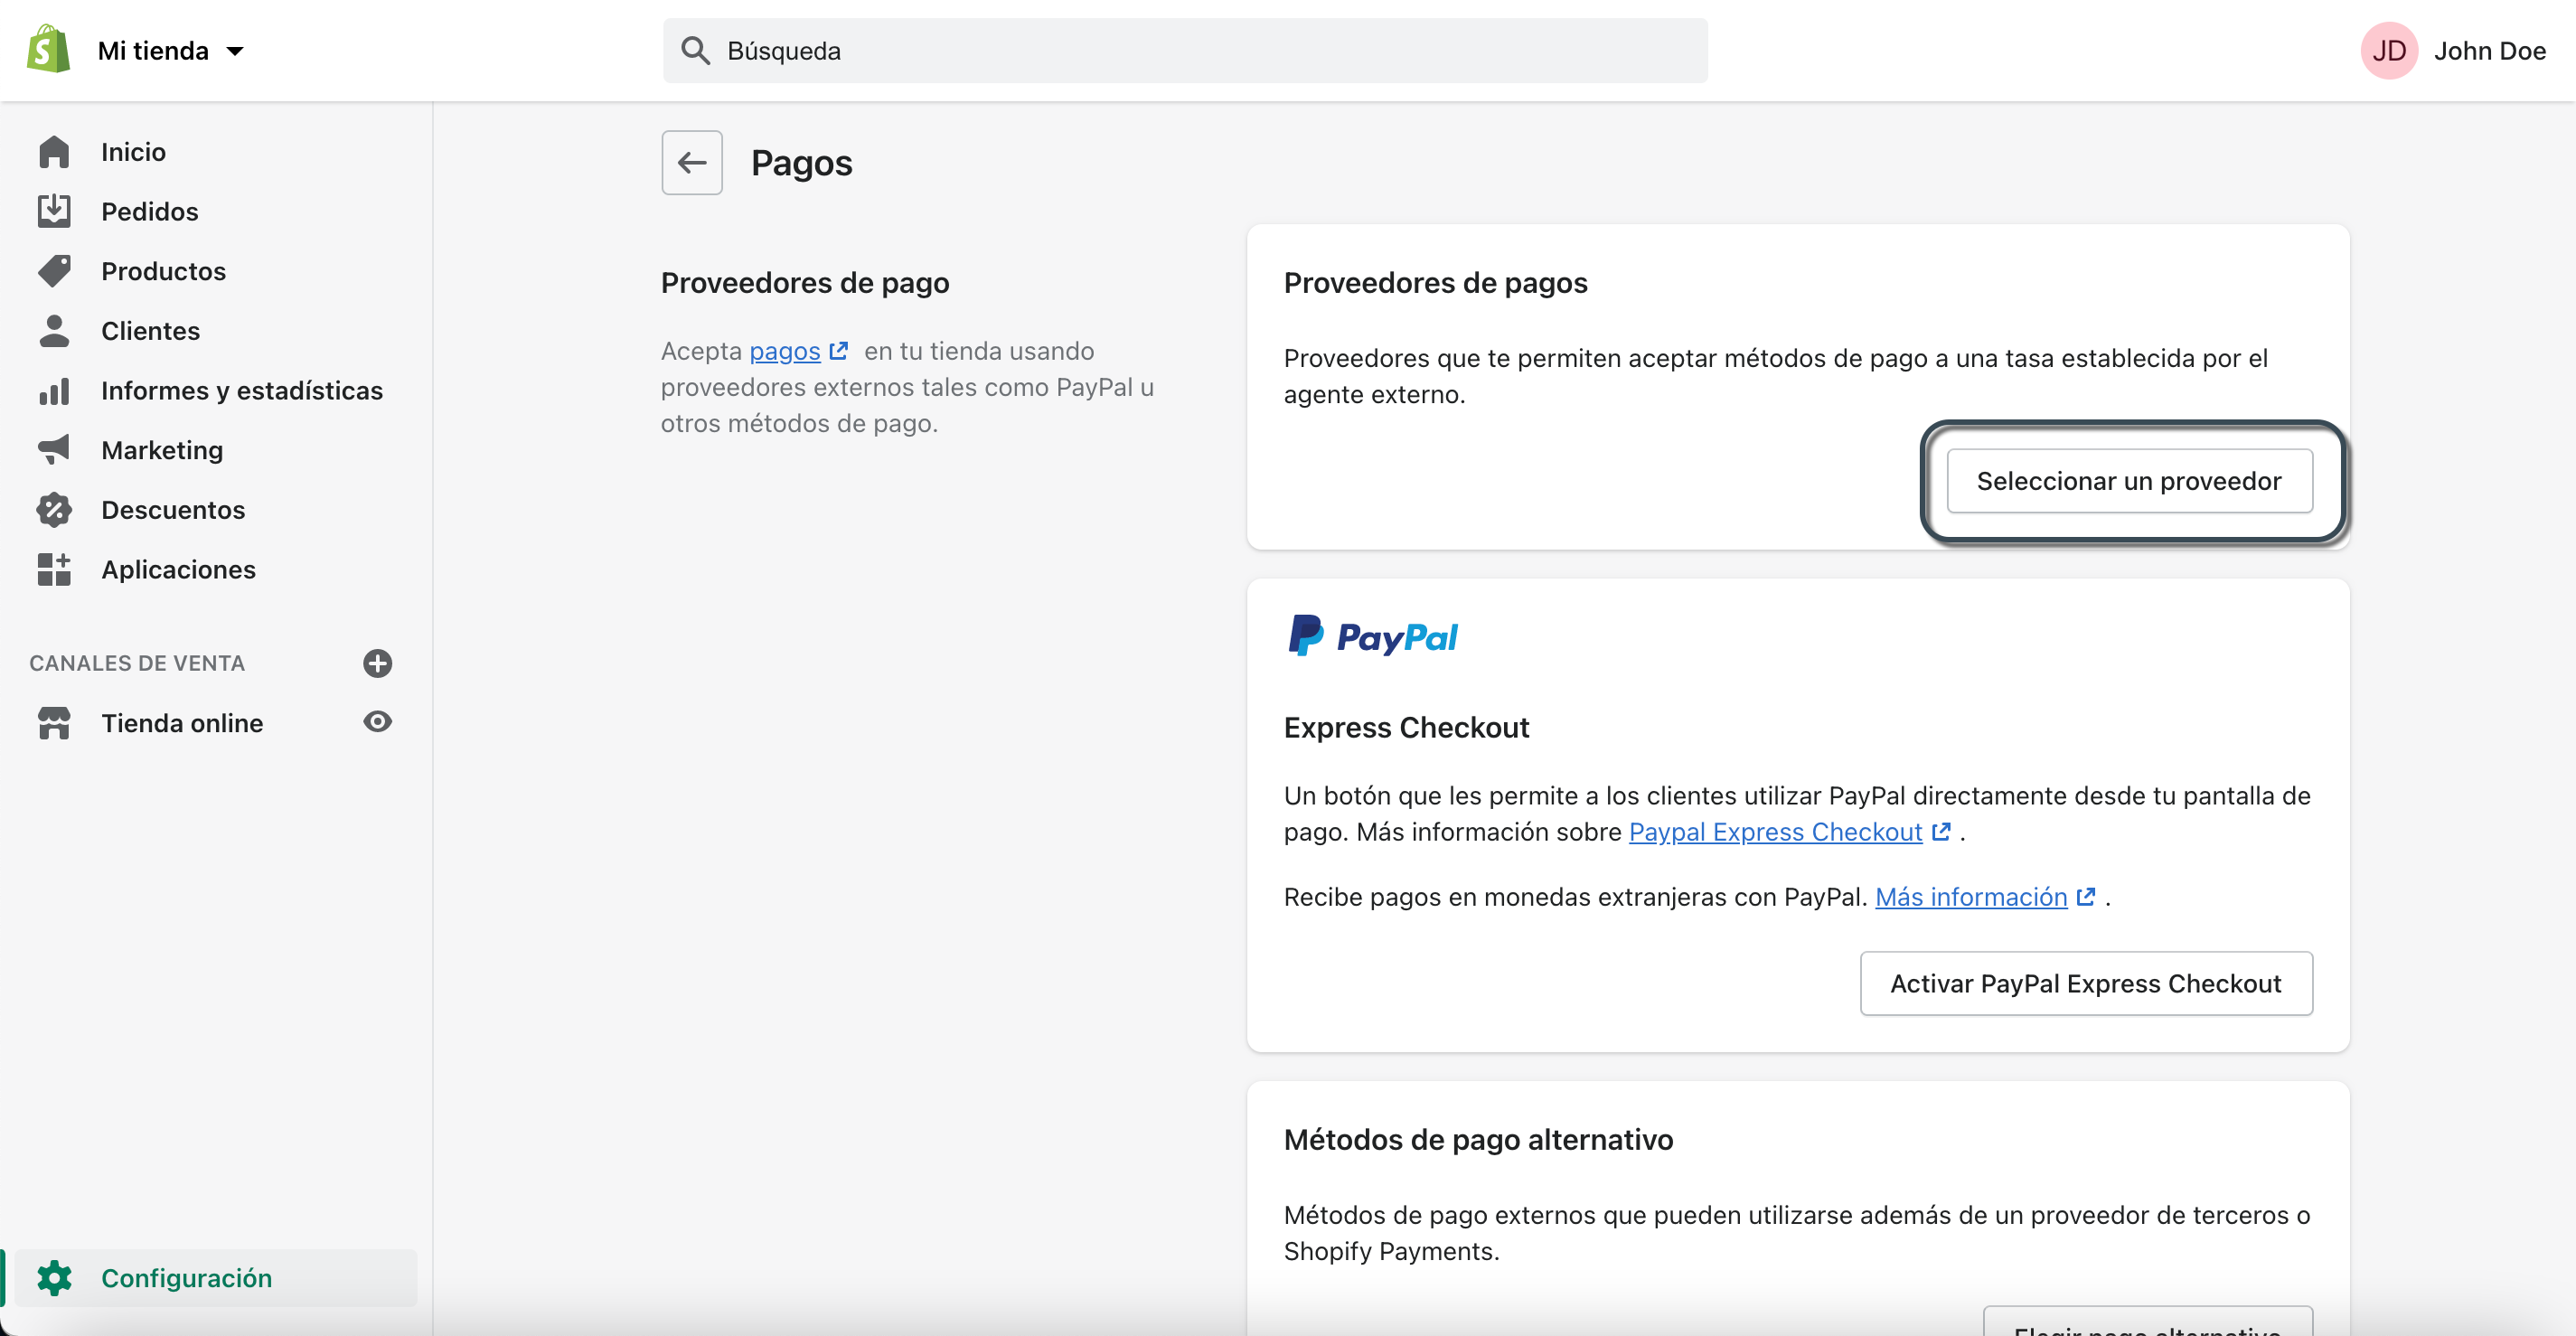 Mi tienda
Búsqueda
JD
John Doe
Inicio
Pedidos
Productos
Clientes
Informes y estadísticas
Marketing
Descuentos
Aplicaciones
CANALES DE VENTA
Tienda online
Configuración
Pagos
Proveedores de pago
Acepta pagos en tu tienda usando
proveedores externos tales como PayPal u
otros métodos de pago.
Proveedores de pagos
Proveedores que te permiten aceptar métodos de pago a una tasa establecida por el
agente externo.
Seleccionar un proveedor
PayPal
Express Checkout
Un botón que les permite a los clientes utilizar PayPal directamente desde tu pantalla de
pago. Más información sobre Paypal Express Checkout .
Recibe pagos en monedas extranjeras con PayPal. Más información .
Activar PayPal Express Checkout
Métodos de pago alternativo
Métodos de pago externos que pueden utilizarse además de un proveedor de terceros o
Shopify Payments.
Elegir pago alternativo